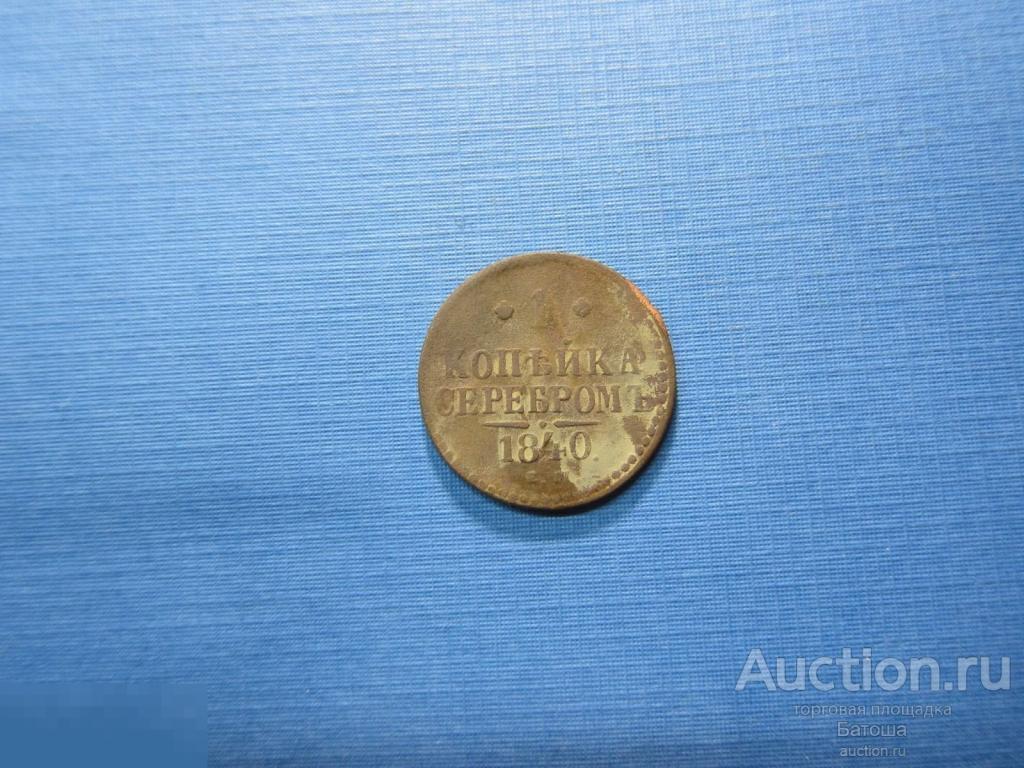 1
КОПѢЙКА
СЕРЕБРОМЪ
1840.
Auction.ru
торговая площадка
Батоша
auction.ru